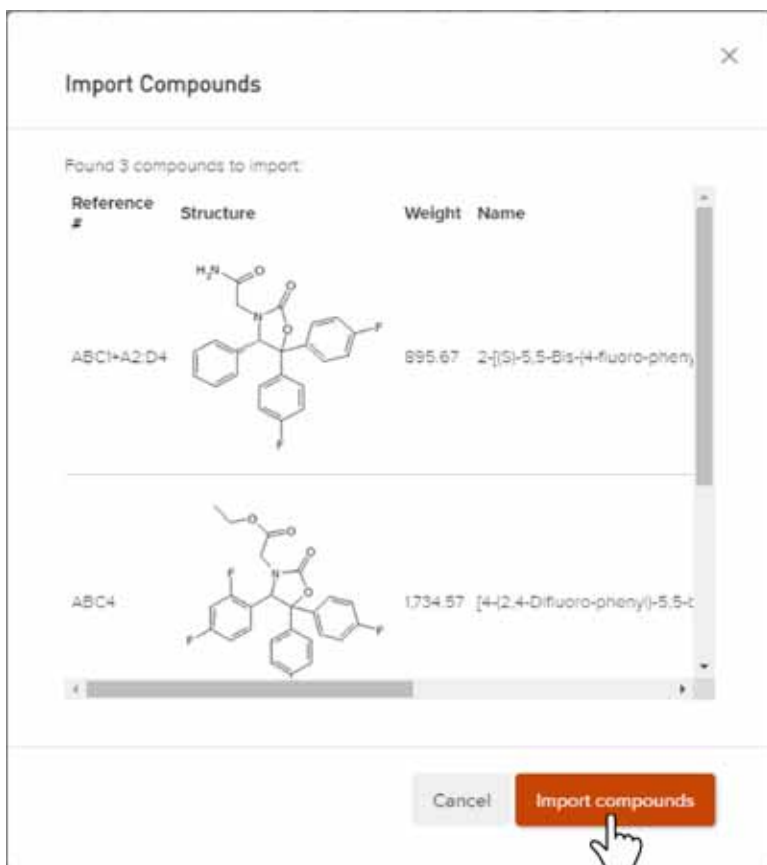 Import Compounds
Found 3 compounds to import:
Reference # Structure Weight Name
H₂N O O
N O
F
ABC1+A2:D4 895.67 2-[(S)-5,5-Bis-(4-fluoro-pheny
F
O O
O
F N O
ABC4 1,734.57 [4-(2,4-Difluoro-phenyl)-5,5-b
F F
Cancel Import compounds